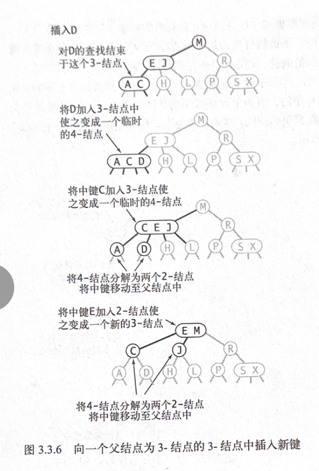 插入D
对D的查找结束
于这个3-结点
M
E J
R
A C
H
L
P
S X
将D加入3-结点中
使之变成一个临时
的4-结点
M
E J
R
A C D
H
L
P
S X
将中键C加入3-结点使
之变成一个临时的4-结点
M
C E J
R
A
D
H
L
P
S X
将4-结点分解为两个2-结点
将中键移动至父结点中
将中键E加入2-结点使
之变成一个新的3-结点
E M
C
J
R
A
D
H
L
P
S X
将4-结点分解为两个2-结点
将中键移动至父结点中
图 3.3.6 向一个父结点为 3- 结点的 3- 结点中插入新键